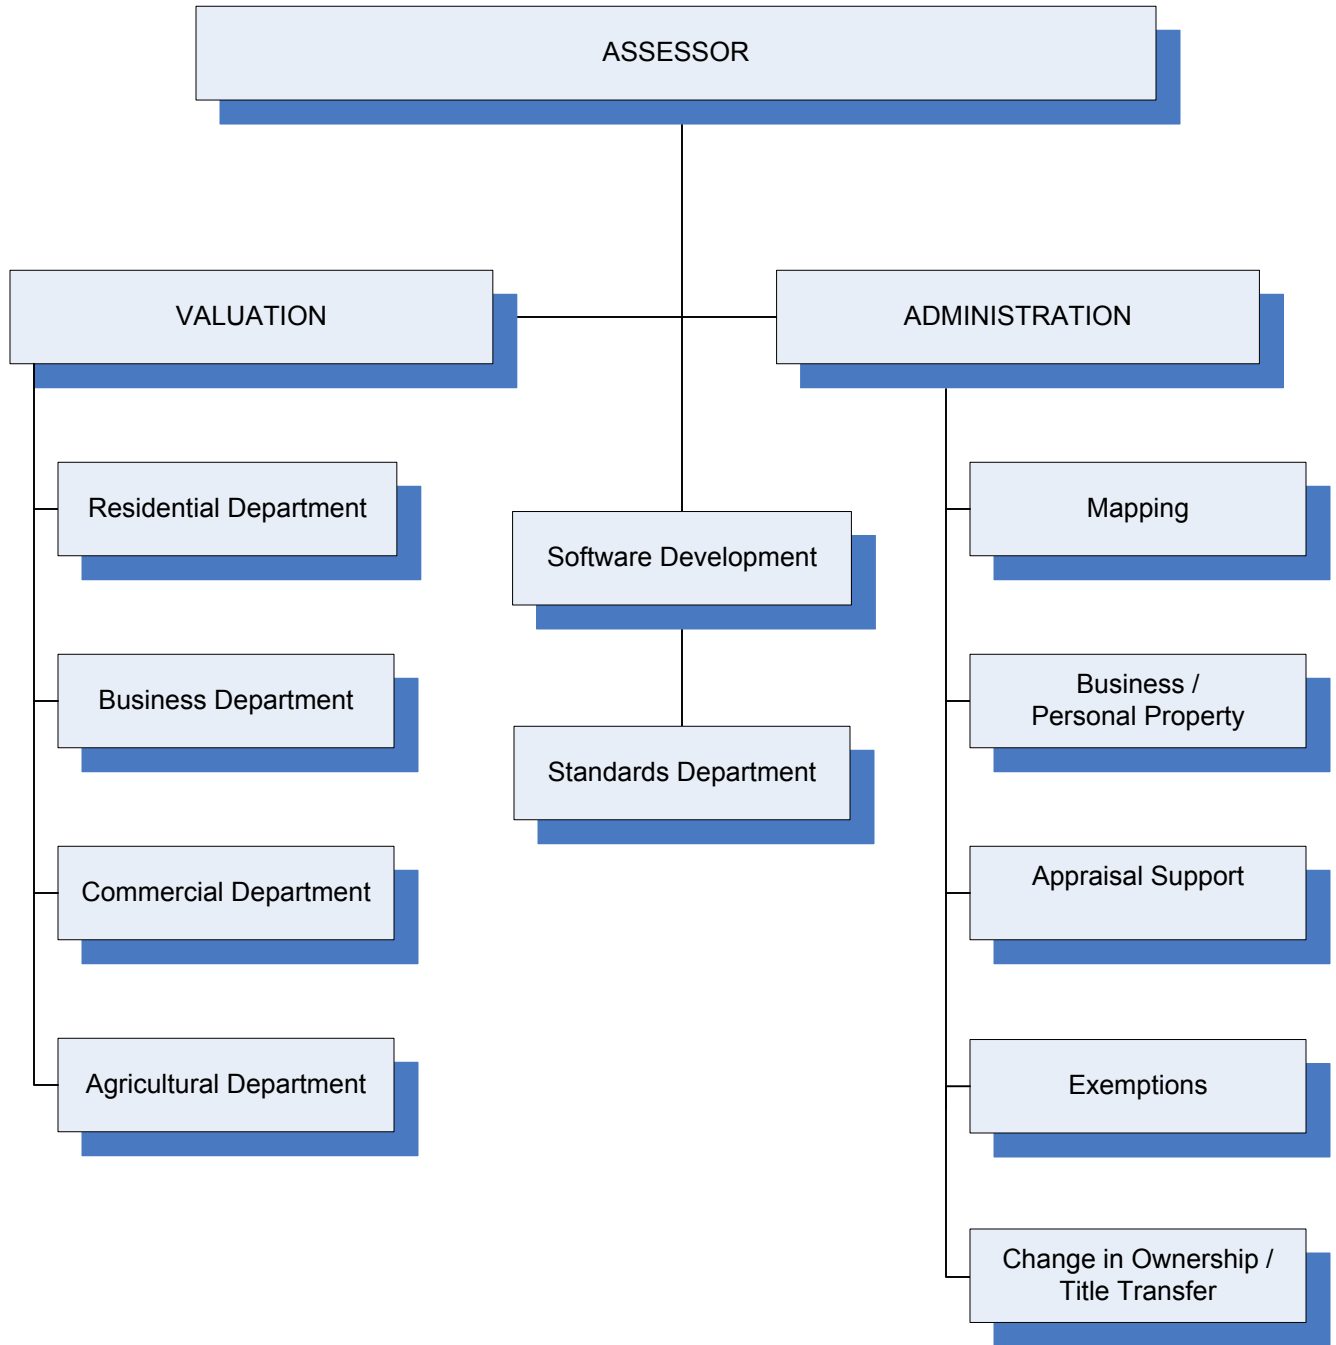 ASSESSOR
VALUATION
ADMINISTRATION
Residential Department
Business Department
Commercial Department
Agricultural Department
Software Development
Standards Department
Mapping
Business /
Personal Property
Appraisal Support
Exemptions
Change in Ownership /
Title Transfer